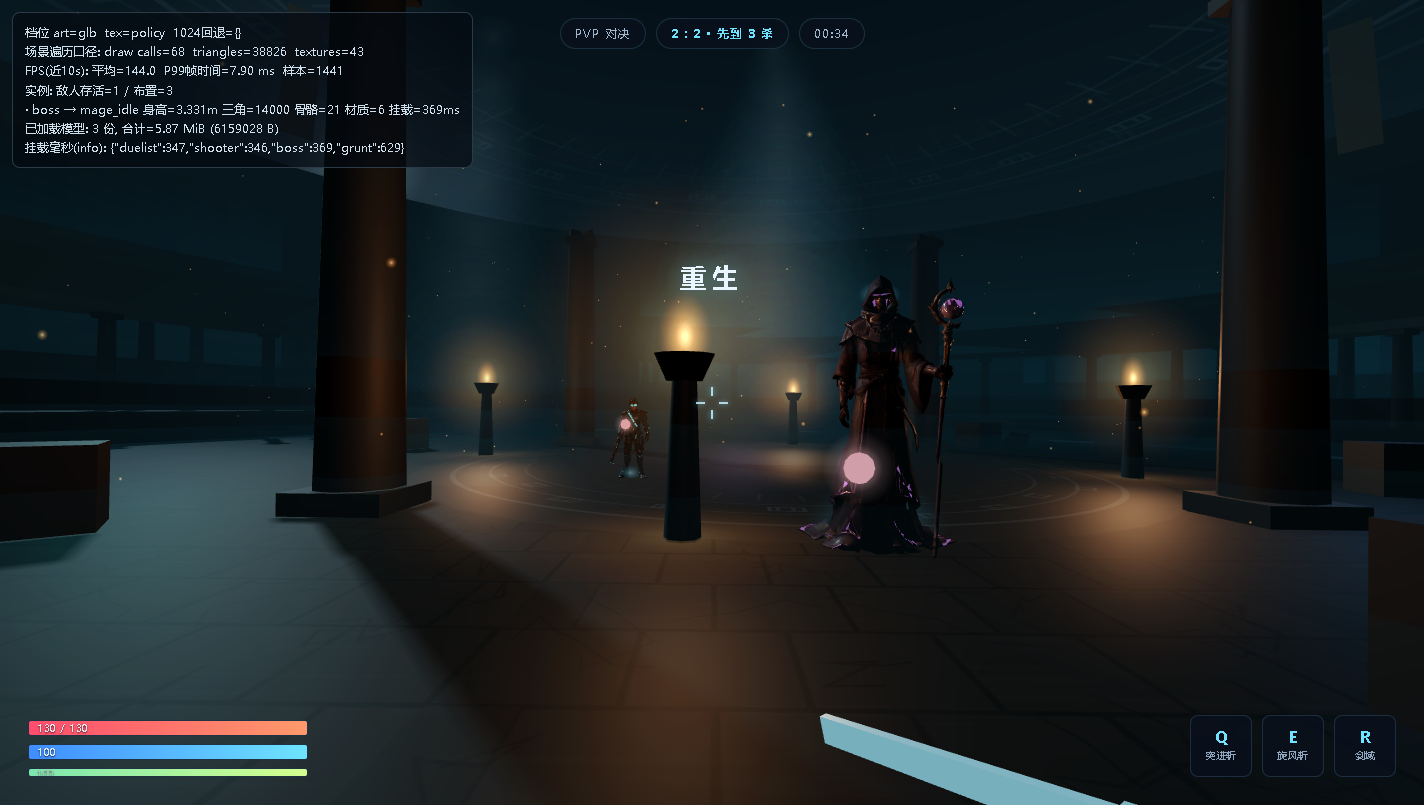 档位 art=glb tex=policy 1024回退={}
场景遍历口径: draw calls=68 triangles=38826 textures=43
FPS(近10s): 平均=144.0 P99帧时间=7.90 ms 样本=1441
实例: 敌人存活=1 / 布置=3
· boss → mage_idle 身高=3.331m 三角=14000 骨骼=21 材质=6 挂载=369ms
已加载模型: 3 份, 合计=5.87 MiB (6159028 B)
挂载毫秒(info): {"duelist":347,"shooter":346,"boss":369,"grunt":629}
PVP 对决
2 : 2 · 先到 3 杀
00:34
重生
130 / 130
100
Q
突进斩
E
旋风斩
R
剑域